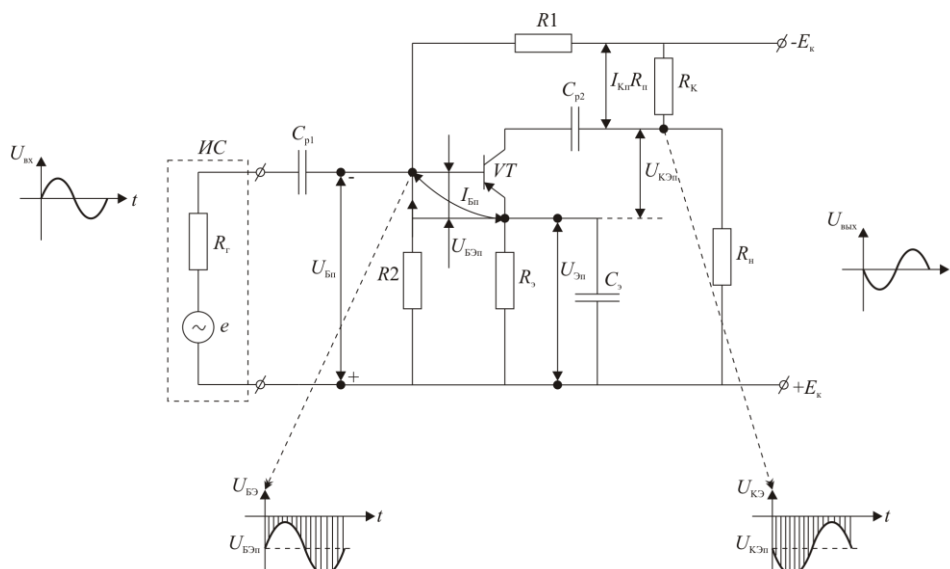 R1
-Eк
IКпRп
RК
Cр2
Cр1
ИС
Uвх
t
-
VT
UКЭп
IБп
Rг
UБп
R2
UБЭп
Rэ
UЭп
Cэ
Rн
Uвых
t
e
+
+Eк
UБЭ
t
UБЭп
UКЭ
t
UКЭп